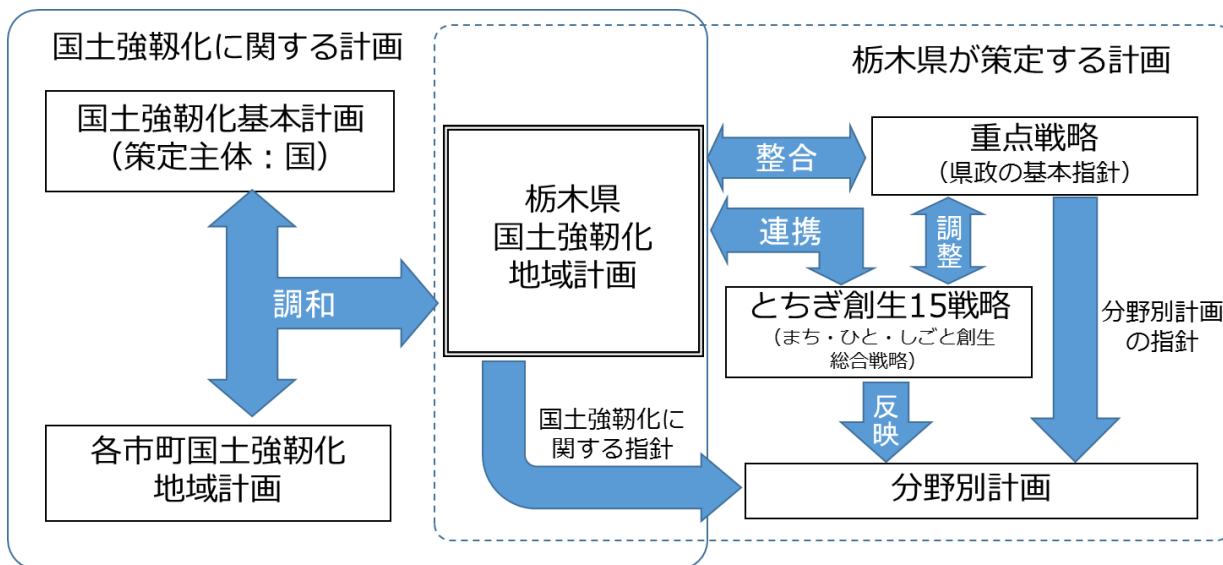 国土強靱化に関する計画
栃木県が策定する計画
国土強靱化基本計画
（策定主体：国）
調和
各市町国土強靱化
地域計画
栃木県
国土強靱化
地域計画
整合
連携
重点戦略
（県政の基本指針）
調
整
とちぎ創生15戦略
（まち・ひと・しごと創生
総合戦略）
分野別計画
の指針
反
映
国土強靱化に
関する指針
分野別計画